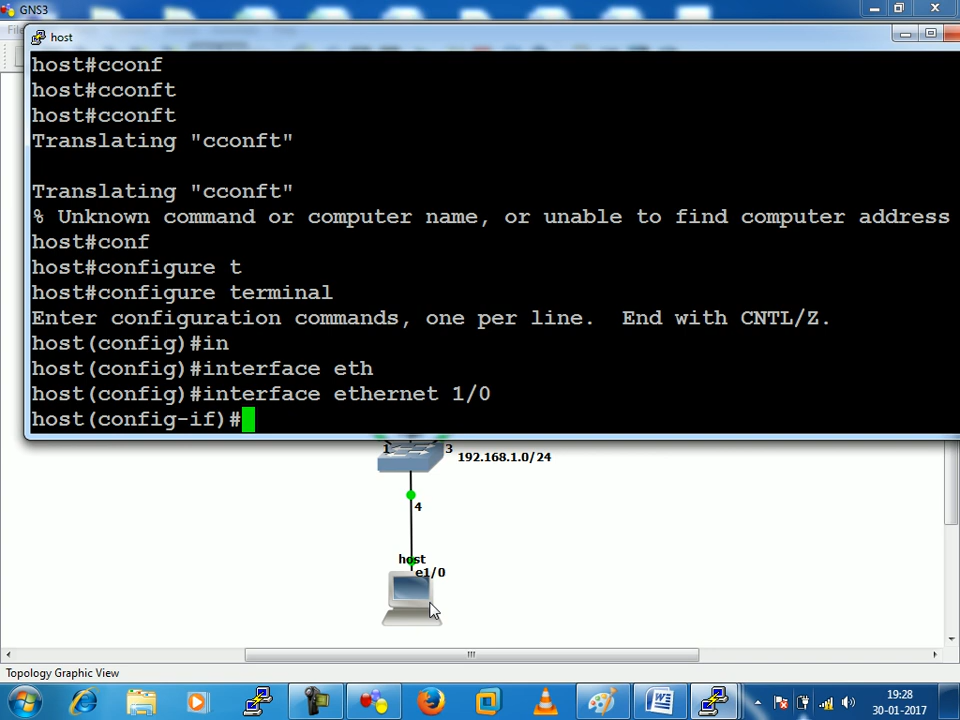 GNS3
host
host#cconf
host#cconft
host#cconft
Translating "cconft"
Translating "cconft"
% Unknown command or computer name, or unable to find computer address
host#conf
host#configure t
host#configure terminal
Enter configuration commands, one per line.  End with CNTL/Z.
host(config)#in
host(config)#interface eth
host(config)#interface ethernet 1/0
host(config-if)#
1
3
192.168.1.0/24
4
host
e1/0
Topology Graphic View
19:28
30-01-2017